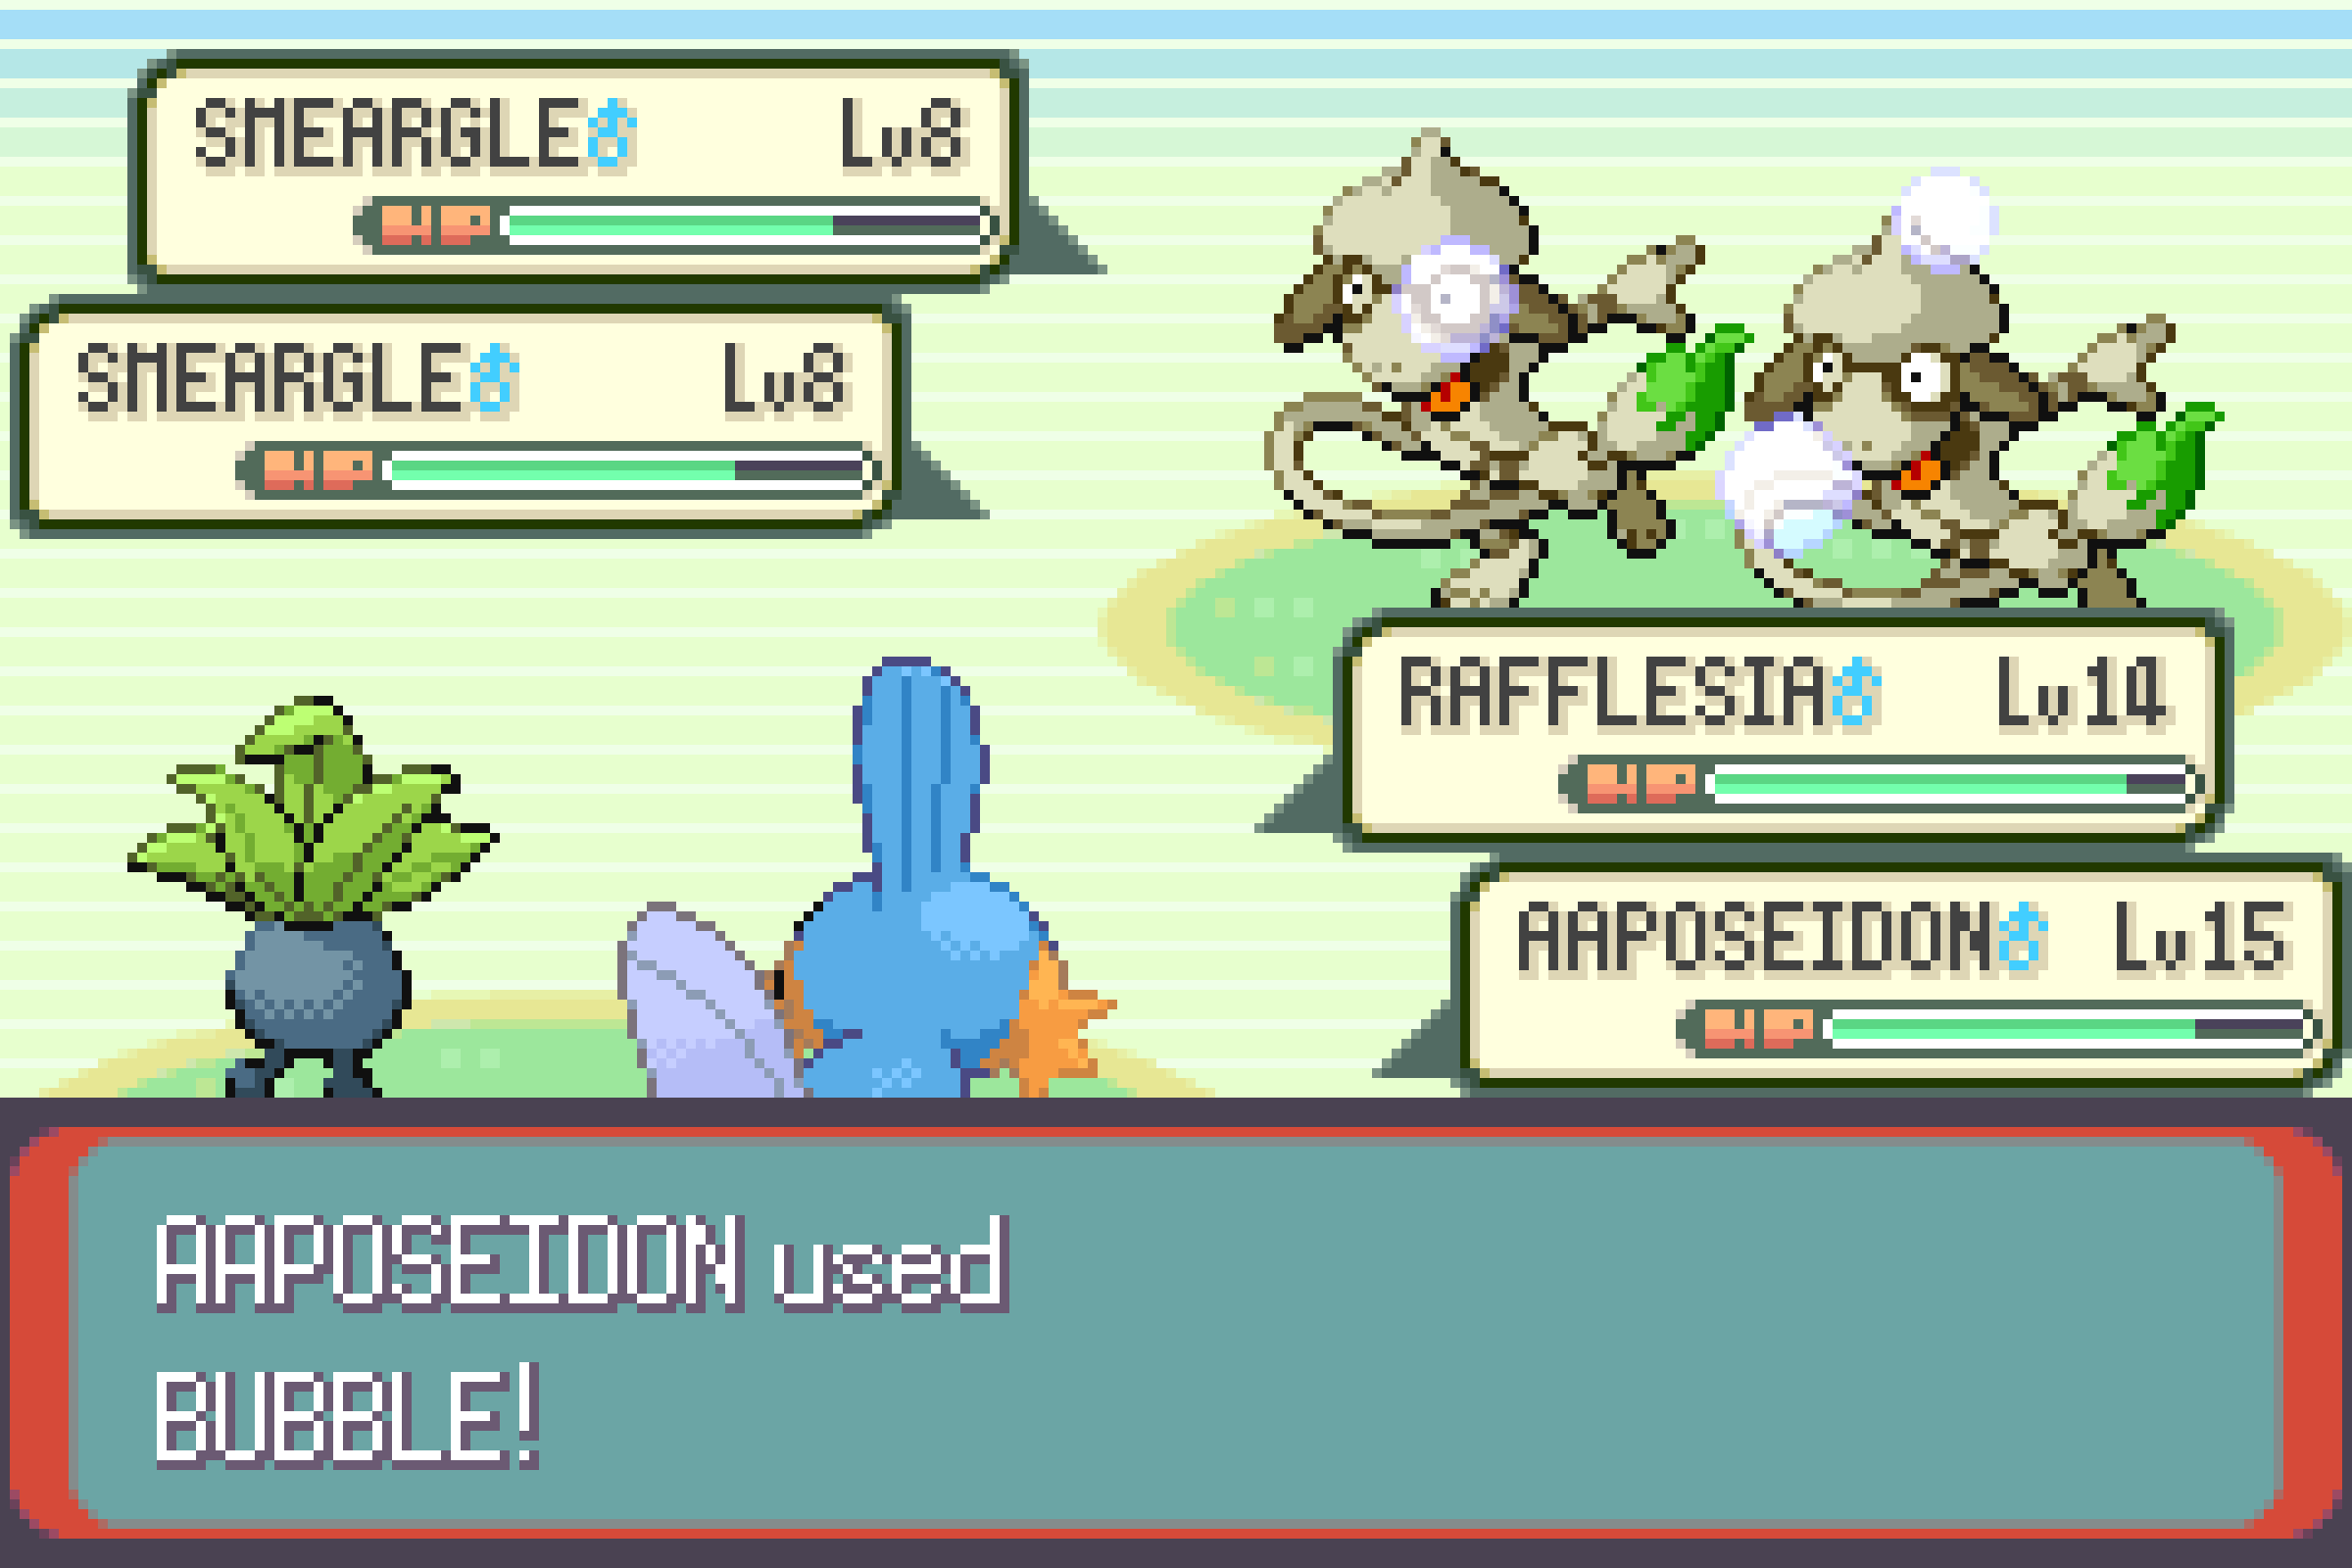 SMEARGLE♂ Lv8
HP
SMEARGLE♂ Lv8
HP
RAFFLESIA♂ Lv14
HP
AAPOSEIDON♂ Lv15
HP
AAPOSEIDON used
BUBBLE!